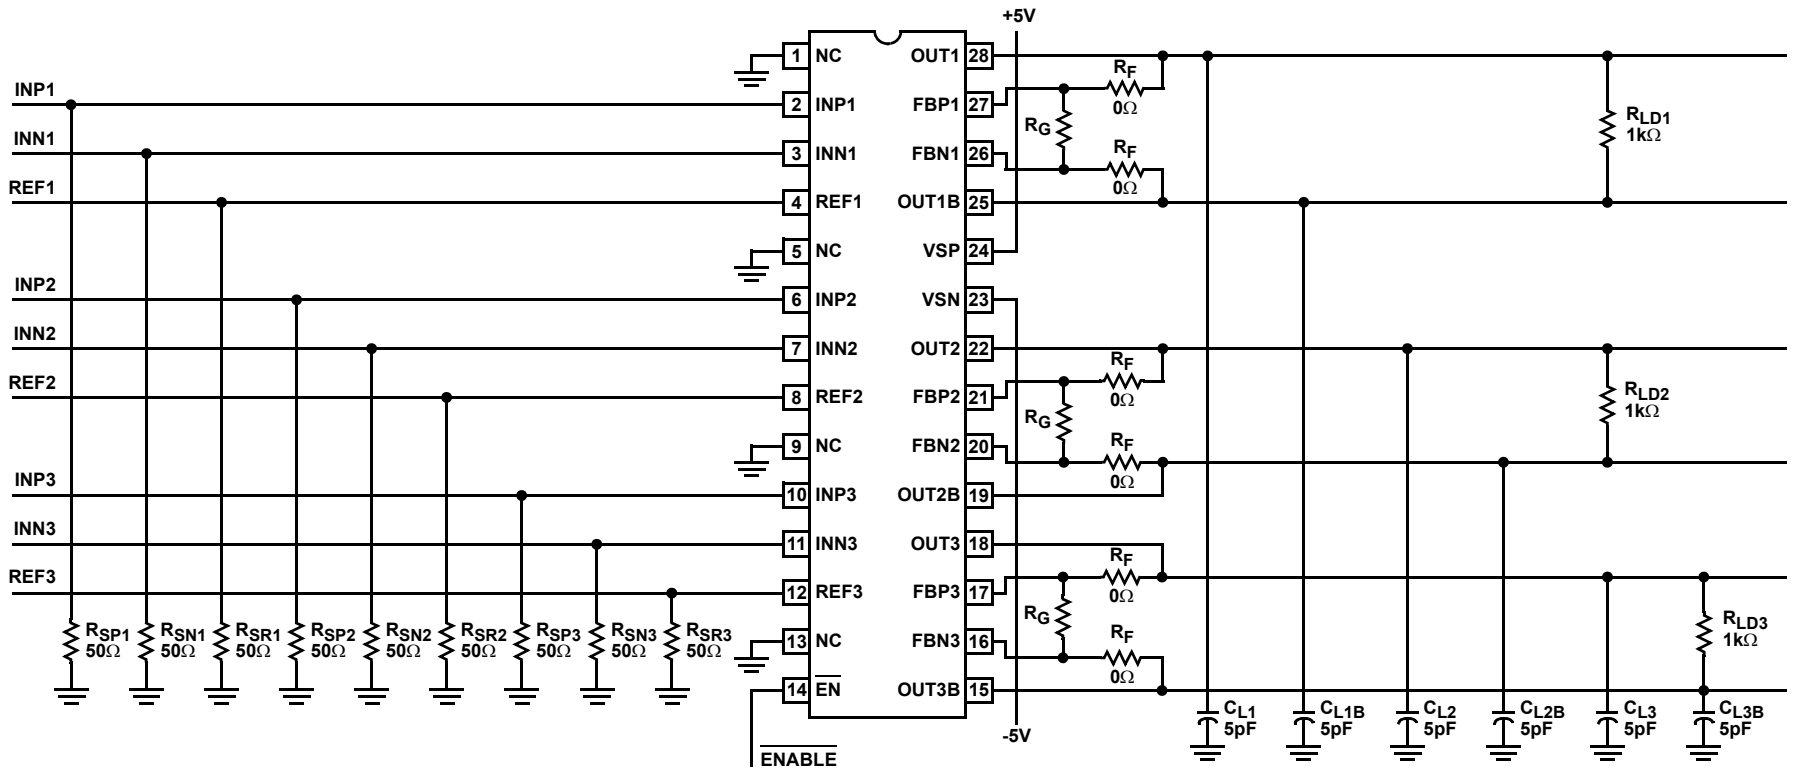 +5V
1 NC OUT1 28
INP1 2 INP1 FBP1 27
INN1 3 INN1 FBN1 26
REF1 4 REF1 OUT1B 25
5 NC VSP 24
INP2 6 INP2 VSN 23
INN2 7 INN2 OUT2 22
REF2 8 REF2 FBP2 21
9 NC FBN2 20
INP3 10 INP3 OUT2B 19
INN3 11 INN3 OUT3 18
REF3 12 REF3 FBP3 17
13 NC FBN3 16
14 EN OUT3B 15
ENABLE
-5V
RF
0Ω
RG
RF
0Ω
RLD1
1kΩ
RF
0Ω
RG
RF
0Ω
RLD2
1kΩ
RF
0Ω
RG
RF
0Ω
RLD3
1kΩ
RSP1
50Ω
RSN1
50Ω
RSR1
50Ω
RSP2
50Ω
RSN2
50Ω
RSR2
50Ω
RSP3
50Ω
RSN3
50Ω
RSR3
50Ω
CL1
5pF
CL1B
5pF
CL2
5pF
CL2B
5pF
CL3
5pF
CL3B
5pF